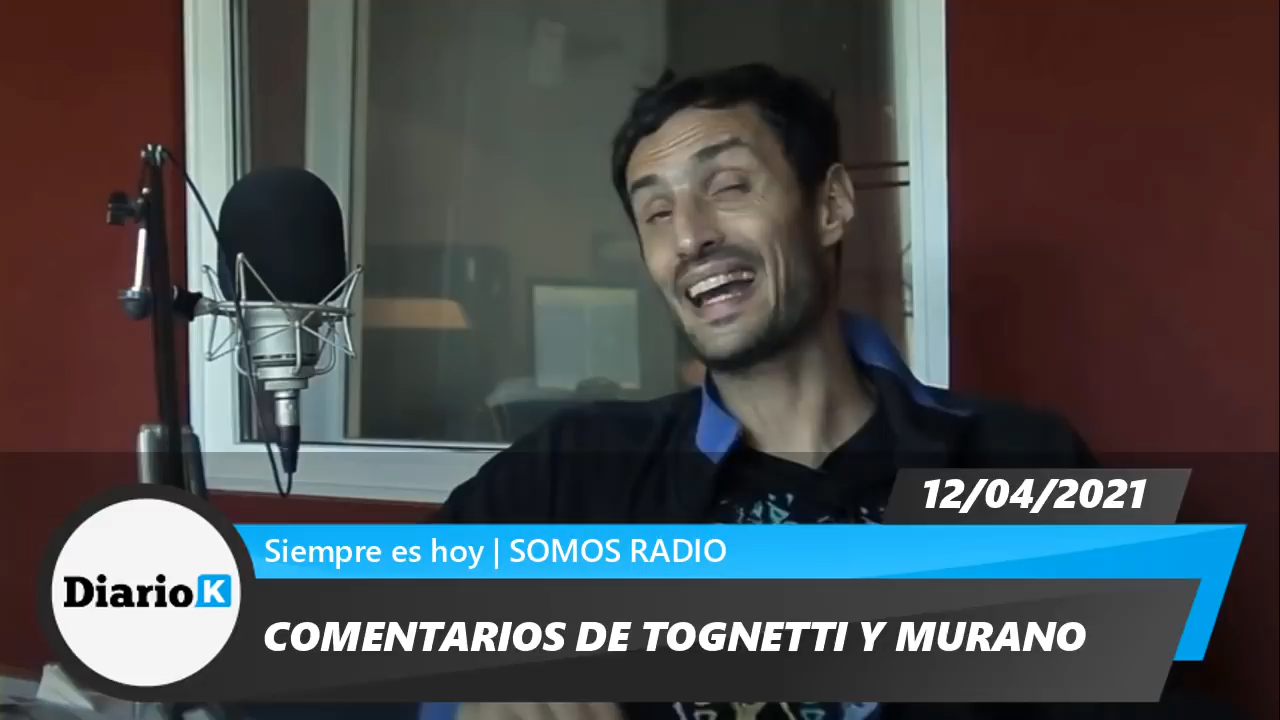 12/04/2021
Siempre es hoy | SOMOS RADIO
DiarioK
COMENTARIOS DE TOGNETTI Y MURANO